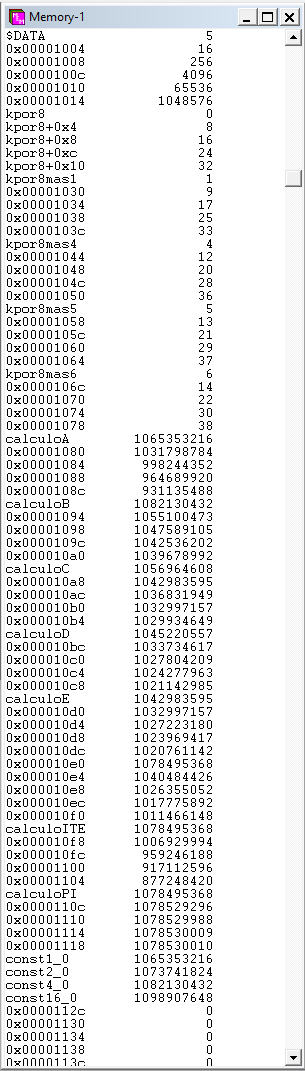 Memory-1
$DATA 5
0x00001004 16
0x00001008 256
0x0000100c 4096
0x00001010 65536
0x00001014 1048576
kpor8 0
kpor8+0x4 8
kpor8+0x8 16
kpor8+0xc 24
kpor8+0x10 32
kpor8mas1 1
0x00001030 9
0x00001034 17
0x00001038 25
0x0000103c 33
kpor8mas4 4
0x00001044 12
0x00001048 20
0x0000104c 28
0x00001050 36
kpor8mas5 5
0x00001058 13
0x0000105c 21
0x00001060 29
0x00001064 37
kpor8mas6 6
0x0000106c 14
0x00001070 22
0x00001074 30
0x00001078 38
calculoA 1065353216
0x00001080 1031798784
0x00001084 998244352
0x00001088 964689920
0x0000108c 931135488
calculoB 1082130432
0x00001094 1055100473
0x00001098 1047589105
0x0000109c 1042536202
0x000010a0 1039678992
calculoC 1056964608
0x000010a8 1042983595
0x000010ac 1036831949
0x000010b0 1032997157
0x000010b4 1029934649
calculoD 1045220557
0x000010bc 1033734617
0x000010c0 1027804209
0x000010c4 1024277963
0x000010c8 1021142985
calculoE 1042983595
0x000010d0 1032997157
0x000010d4 1027223180
0x000010d8 1023969417
0x000010dc 1020761142
0x000010e0 1078495368
0x000010e4 1040484426
0x000010e8 1026355052
0x000010ec 1017775892
0x000010f0 1011466148
calculoITE 1078495368
0x000010f8 1006929994
0x000010fc 959246188
0x00001100 917112596
0x00001104 877248420
calculoPI 1078495368
0x0000110c 1078529296
0x00001110 1078529988
0x00001114 1078530009
0x00001118 1078530010
const1_0 1065353216
const2_0 1073741824
const4_0 1082130432
const16_0 1098907648
0x0000112c 0
0x00001130 0
0x00001134 0
0x00001138 0
0x0000113c 0